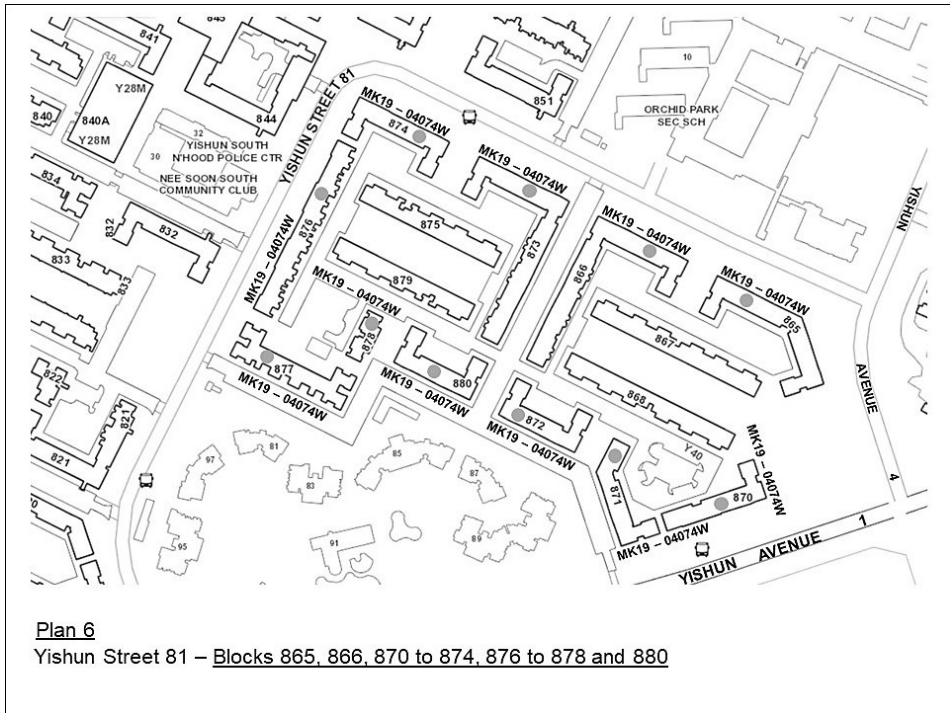 841
845
Y28M
840A
Y28M
840
844
32
YISHUN SOUTH
N'HOOD POLICE CTR
30
NEE SOON SOUTH
COMMUNITY CLUB
YISHUN STREET 81
851
10
ORCHID PARK
SEC SCH
YISHUN
AVENUE
4
834
832
832
833
833
822
821
821
MK19 – 04074W
874
MK19 – 04074W
873
MK19 – 04074W
876
875
879
MK19 – 04074W
878
877
MK19 – 04074W
880
MK19 – 04074W
866
MK19 – 04074W
865
MK19 – 04074W
867
868
872
MK19 – 04074W
Y40
871
870
MK19 – 04074W
MK19 – 04074W
YISHUN AVENUE 1
97
81
83
85
87
89
91
95
Plan 6
Yishun Street 81 – Blocks 865, 866, 870 to 874, 876 to 878 and 880